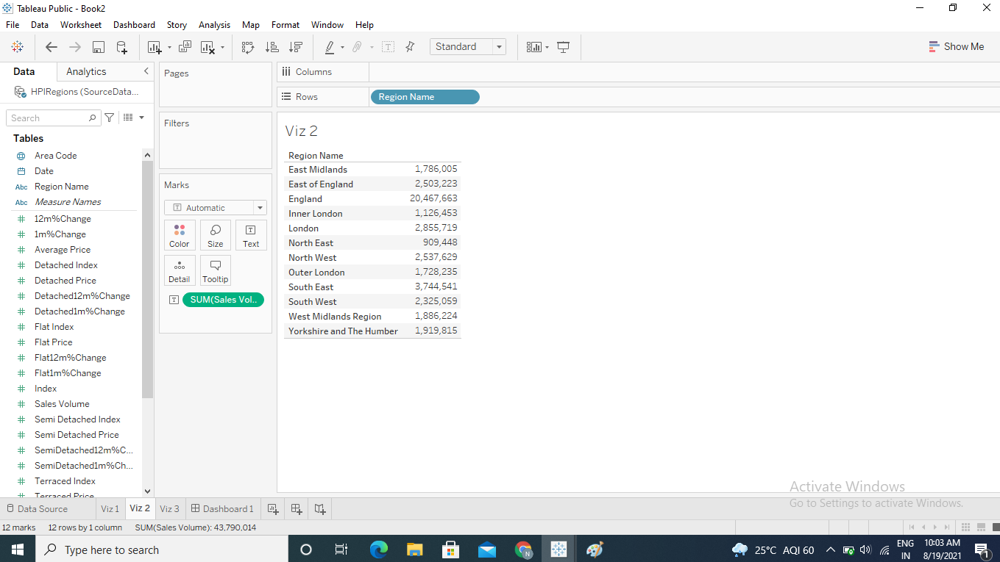 Tableau Public - Book2
File Data Worksheet Dashboard Story Analysis Map Format Window Help
Standard
Show Me
Data Analytics
HPIRegions (SourceData...
Search
Tables
Area Code
Date
Abc Region Name
Abc Measure Names
12m%Change
1m%Change
Average Price
Detached Index
Detached Price
Detached12m%Change
Detached1m%Change
Flat Index
Flat Price
Flat12m%Change
Flat1m%Change
Index
Sales Volume
Semi Detached Index
Semi Detached Price
SemiDetached12m%C...
SemiDetached1m%Ch...
Terraced Index
Terraced Price
Pages
Filters
Marks
Automatic
Color Size Text
Detail Tooltip
SUM(Sales Vol..
Columns
Rows Region Name
Viz 2
Region Name
East Midlands 1,786,005
East of England 2,503,223
England 20,467,663
Inner London 1,126,453
London 2,855,719
North East 909,448
North West 2,537,629
Outer London 1,728,235
South East 3,744,541
South West 2,325,059
West Midlands Region 1,886,224
Yorkshire and The Humber 1,919,815
Activate Windows
Go to Settings to activate Windows.
Data Source Viz 1 Viz 2 Viz 3 Dashboard 1
12 marks 12 rows by 1 column SUM(Sales Volume): 43,790,014
Type here to search
N
25°C AQI 60
ENG
IN
10:03 AM
8/19/2021
1